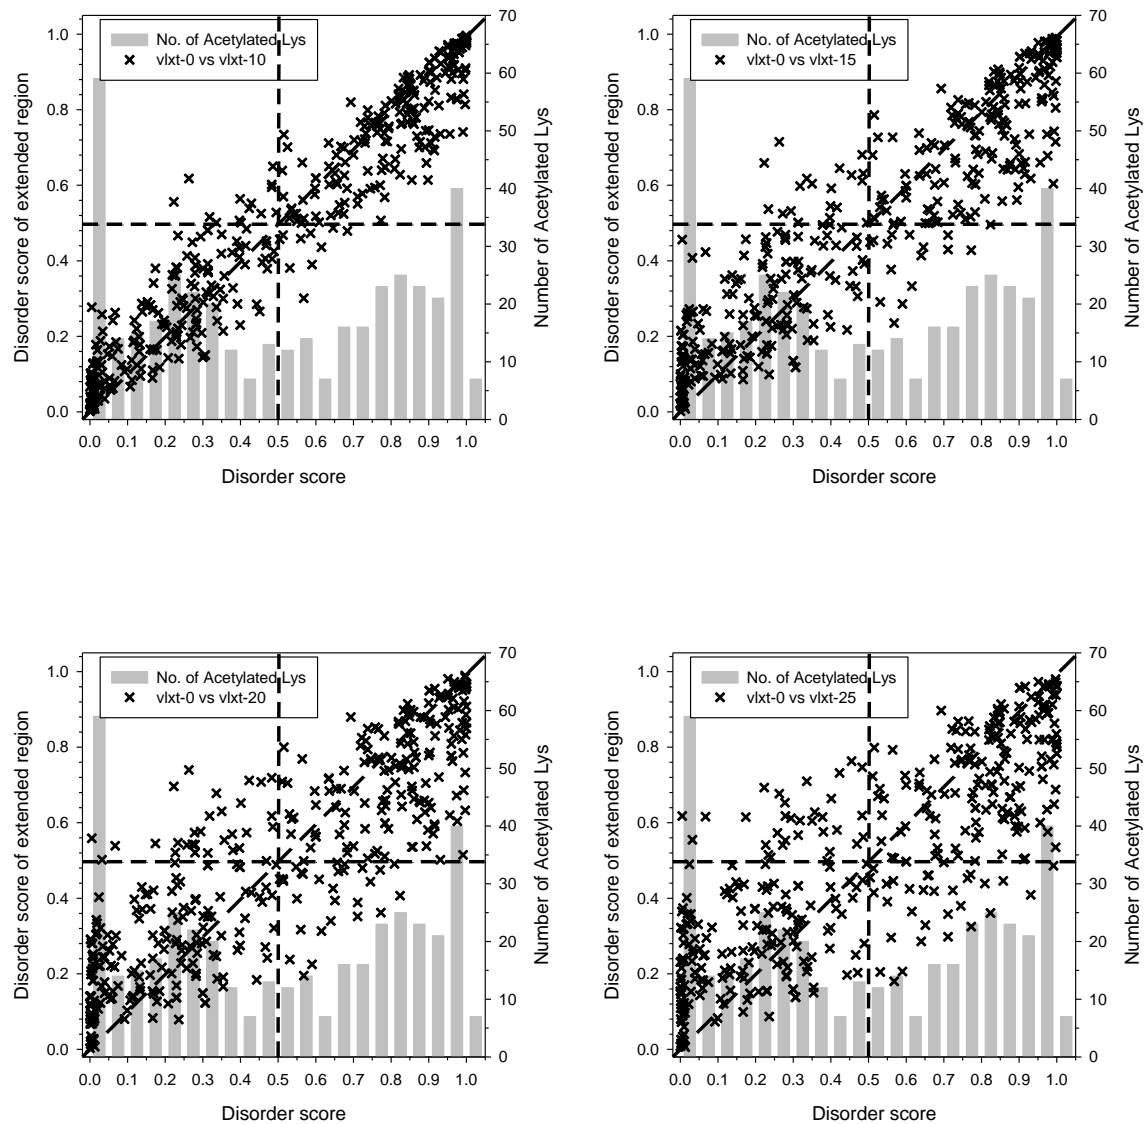 No. of Acetylated Lys
vlxt-0 vs vlxt-10
Disorder score of extended region
1.0
0.8
0.6
0.4
0.2
0.0
70
60
50
40
30
20
10
0
Number of Acetylated Lys
0.0 0.1 0.2 0.3 0.4 0.5 0.6 0.7 0.8 0.9 1.0
Disorder score
No. of Acetylated Lys
vlxt-0 vs vlxt-15
Disorder score of extended region
1.0
0.8
0.6
0.4
0.2
0.0
70
60
50
40
30
20
10
0
Number of Acetylated Lys
0.0 0.1 0.2 0.3 0.4 0.5 0.6 0.7 0.8 0.9 1.0
Disorder score
No. of Acetylated Lys
vlxt-0 vs vlxt-20
Disorder score of extended region
1.0
0.8
0.6
0.4
0.2
0.0
70
60
50
40
30
20
10
0
Number of Acetylated Lys
0.0 0.1 0.2 0.3 0.4 0.5 0.6 0.7 0.8 0.9 1.0
Disorder score
No. of Acetylated Lys
vlxt-0 vs vlxt-25
Disorder score of extended region
1.0
0.8
0.6
0.4
0.2
0.0
70
60
50
40
30
20
10
0
Number of Acetylated Lys
0.0 0.1 0.2 0.3 0.4 0.5 0.6 0.7 0.8 0.9 1.0
Disorder score